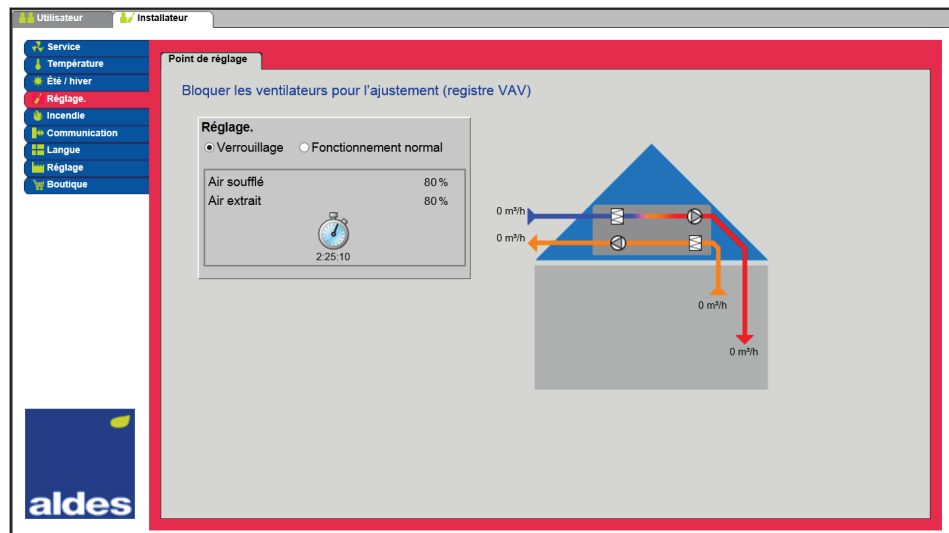 Utilisateur
Installateur
Service
Température
Été / hiver
Réglage.
Incendie
Communication
Langue
Réglage
Boutique
Point de réglage
Bloquer les ventilateurs pour l'ajustement (registre VAV)
Réglage.
Verrouillage Fonctionnement normal
Air soufflé 80 %
Air extrait 80 %
2:25:10
0 m³/h
0 m³/h
0 m³/h
0 m³/h
aldes